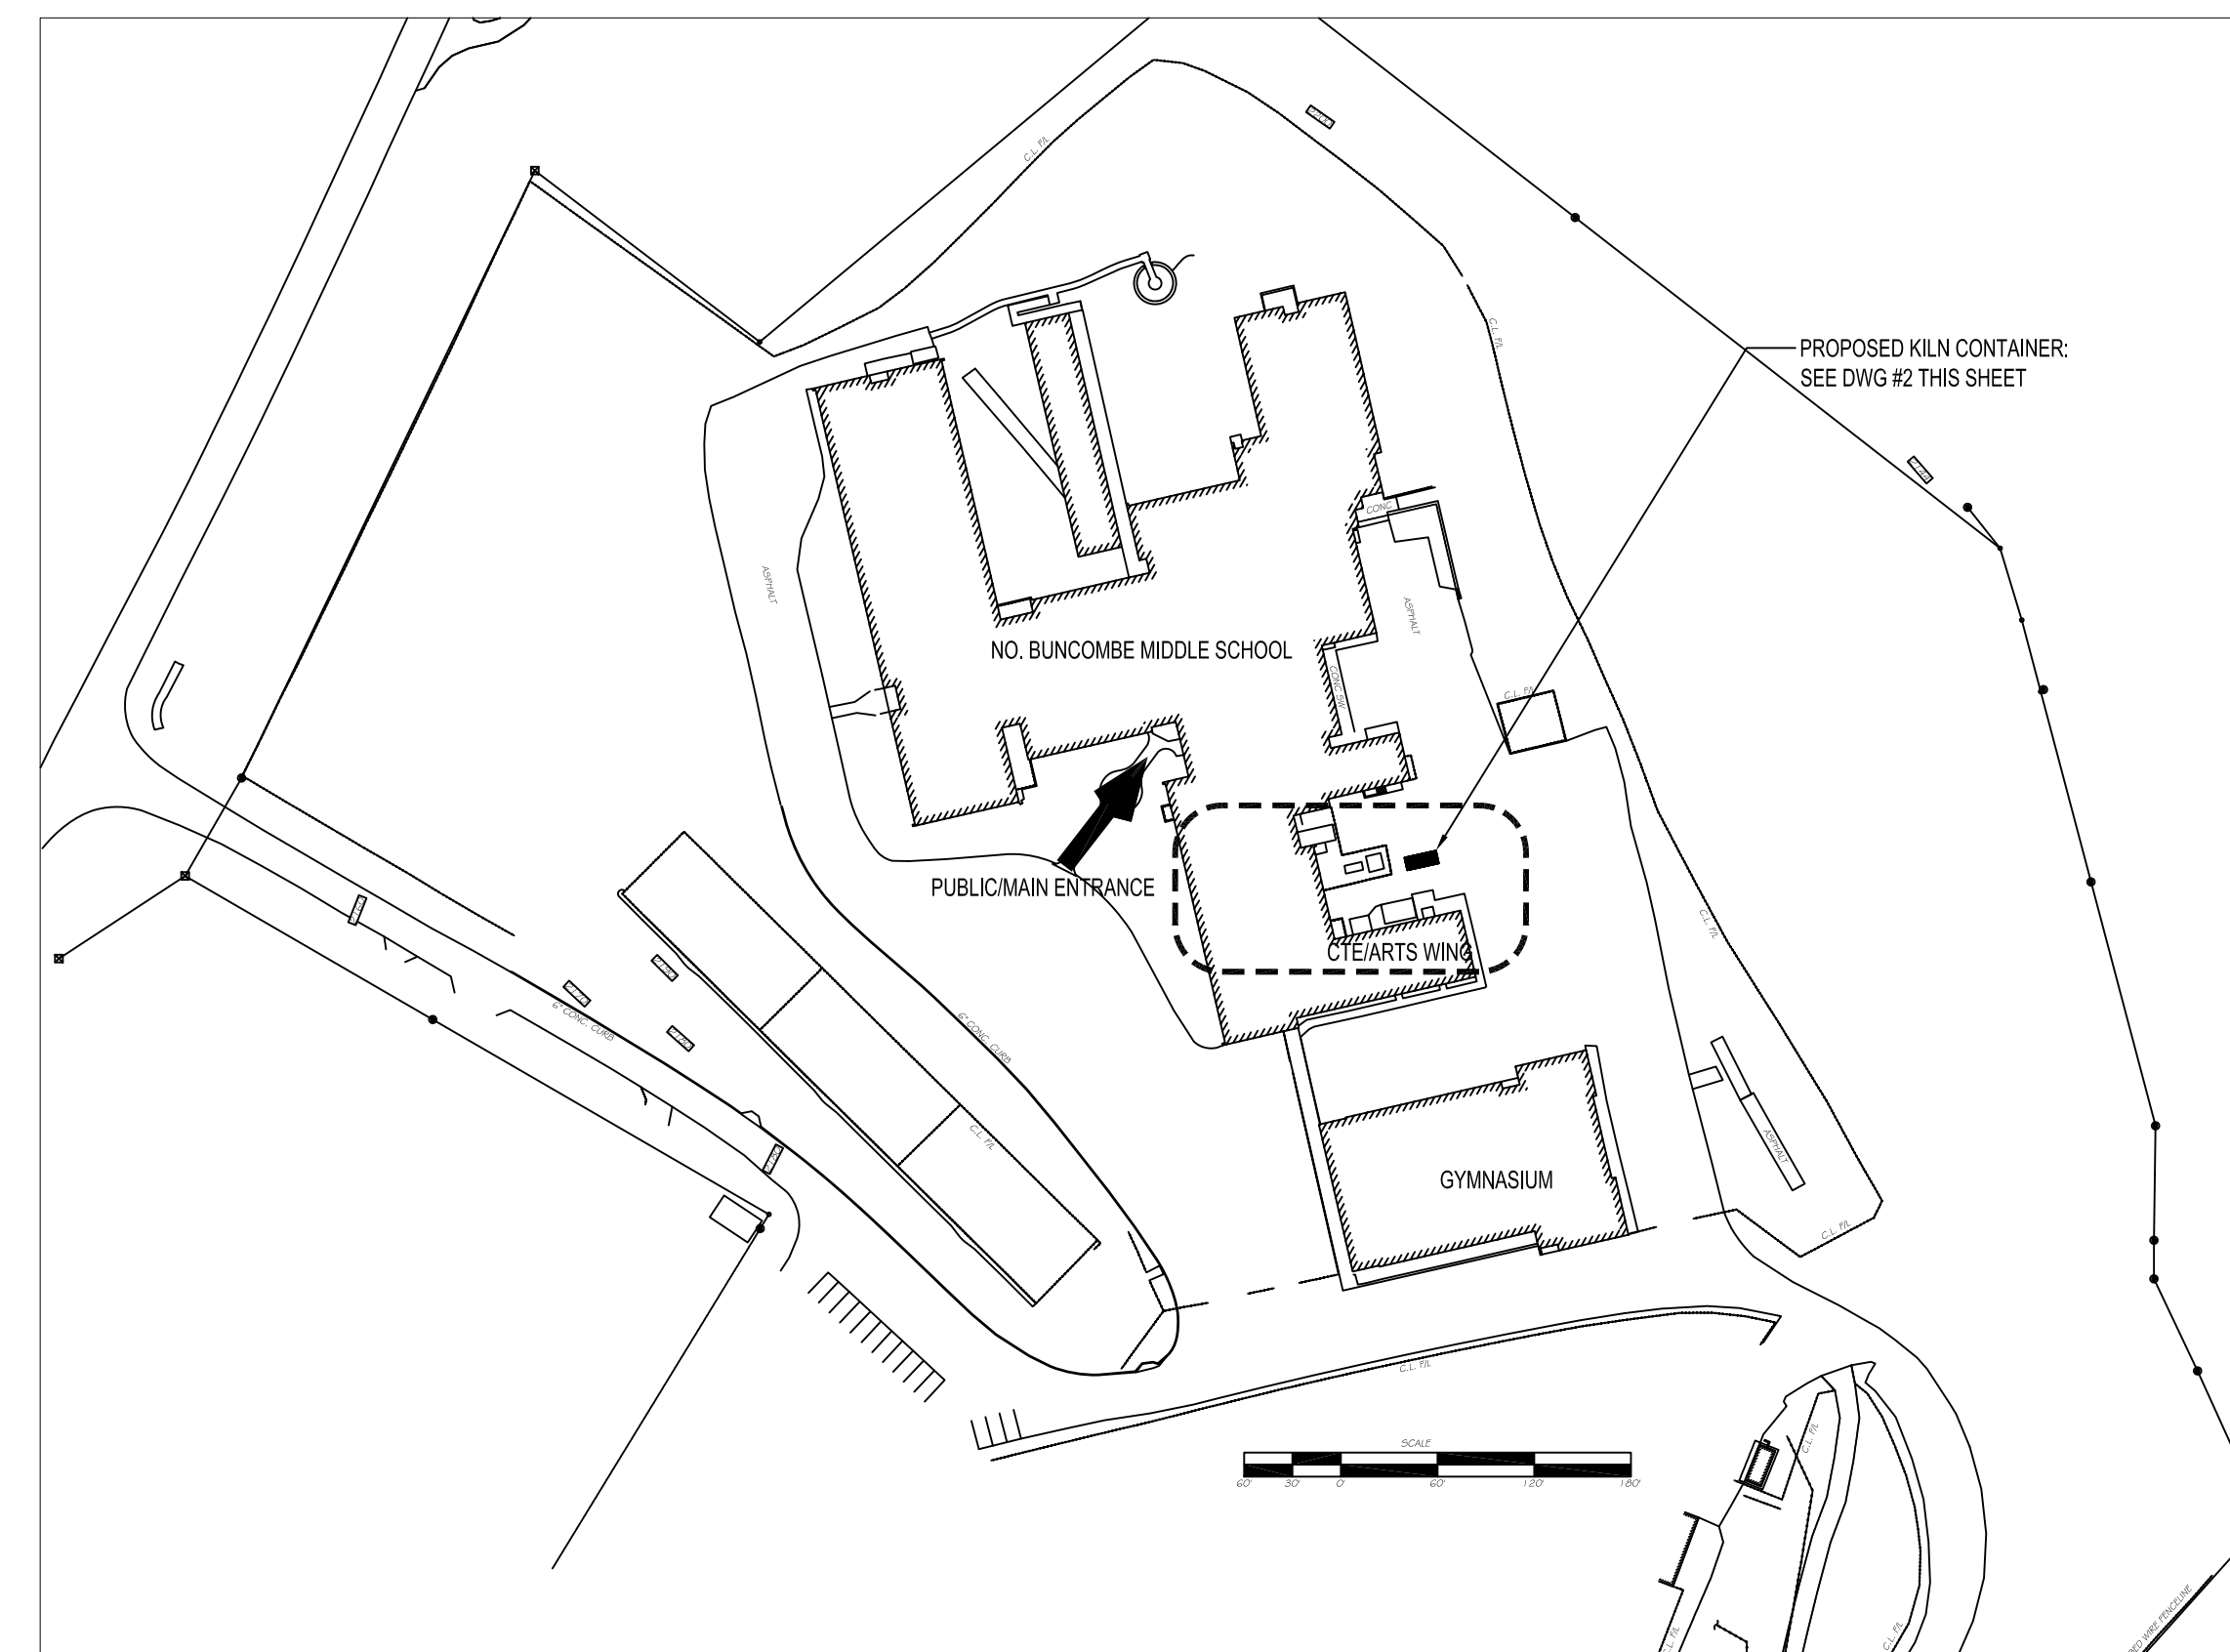 C.L. F/L
C.L. F/L
PROPOSED KILN CONTAINER:
SEE DWG #2 THIS SHEET
CONC
ASPHALT
ASPHALT
NO. BUNCOMBE MIDDLE SCHOOL
CONC SW
C.L. F/L
PUBLIC/MAIN ENTRANCE
CTE/ARTS WING
C.L. F/L
6" CONC. CURB
6" CONC. CURB
C.L. F/L
ASPHALT
GYMNASIUM
C.L. F/L
C.L. F/L
SCALE
60' 30' 0' 60' 120' 180'
C.L. F/L
C.L. F/L
C.L. F/L
WIRE FENCELINE